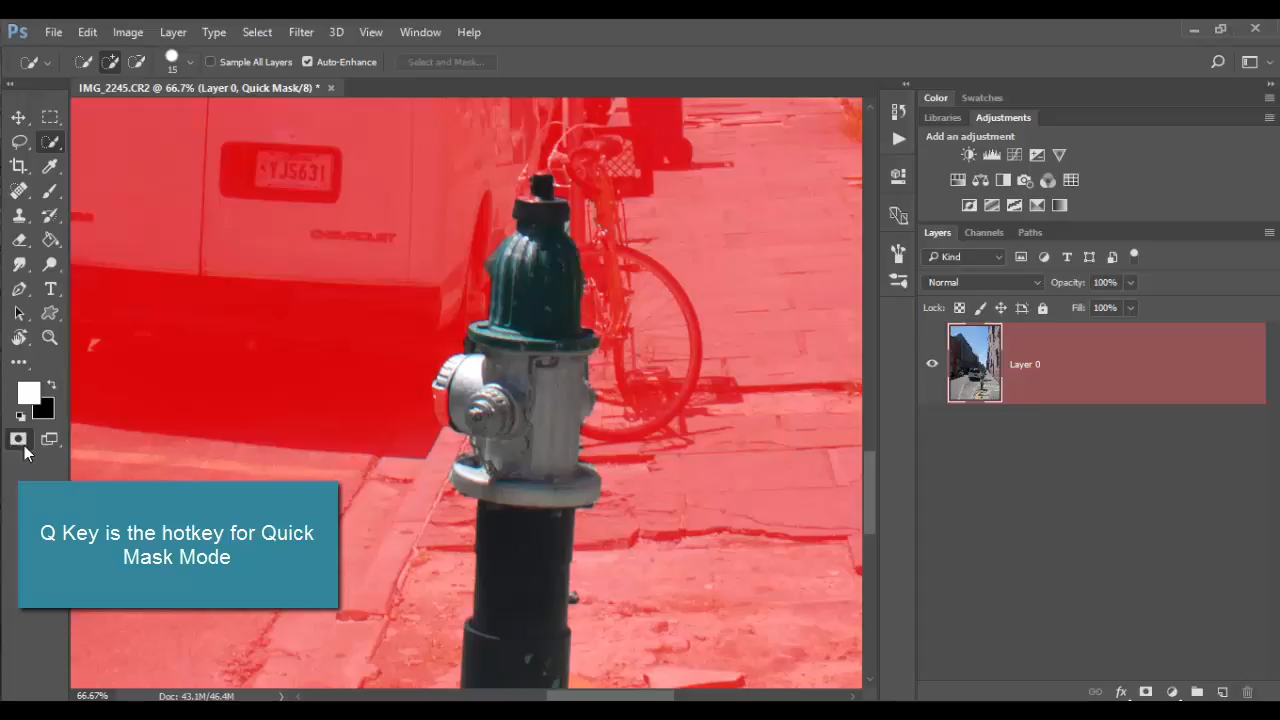 Ps File Edit Image Layer Type Select Filter 3D View Window Help
15 Sample All Layers Auto-Enhance Select and Mask...
IMG_2245.CR2 @ 66.7% (Layer 0, Quick Mask/8) *
Color Swatches
Libraries Adjustments
Add an adjustment
Layers Channels Paths
Kind
Normal Opacity: 100%
Lock: Fill: 100%
Layer 0
YJ5631
CHEVROLET
Q Key is the hotkey for Quick
Mask Mode
66.67% Doc: 43.1M/46.4M
fx